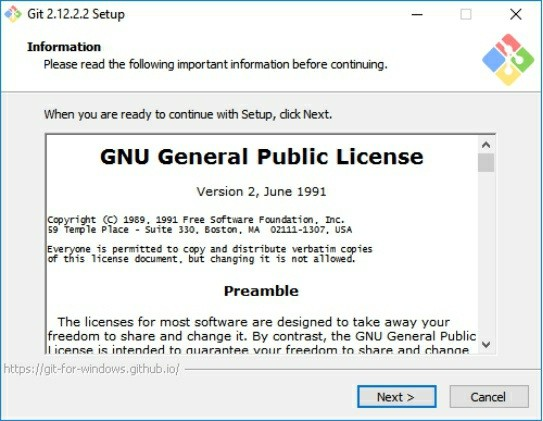 Git 2.12.2.2 Setup
Information
Please read the following important information before continuing.
When you are ready to continue with Setup, click Next.
GNU General Public License
Version 2, June 1991
Copyright (C) 1989, 1991 Free Software Foundation, Inc.
59 Temple Place - Suite 330, Boston, MA  02111-1307, USA
Everyone is permitted to copy and distribute verbatim copies
of this license document, but changing it is not allowed.
Preamble
The licenses for most software are designed to take away your
freedom to share and change it. By contrast, the GNU General Public
License is intended to guarantee your freedom to share and change
https://git-for-windows.github.io/
Next >
Cancel